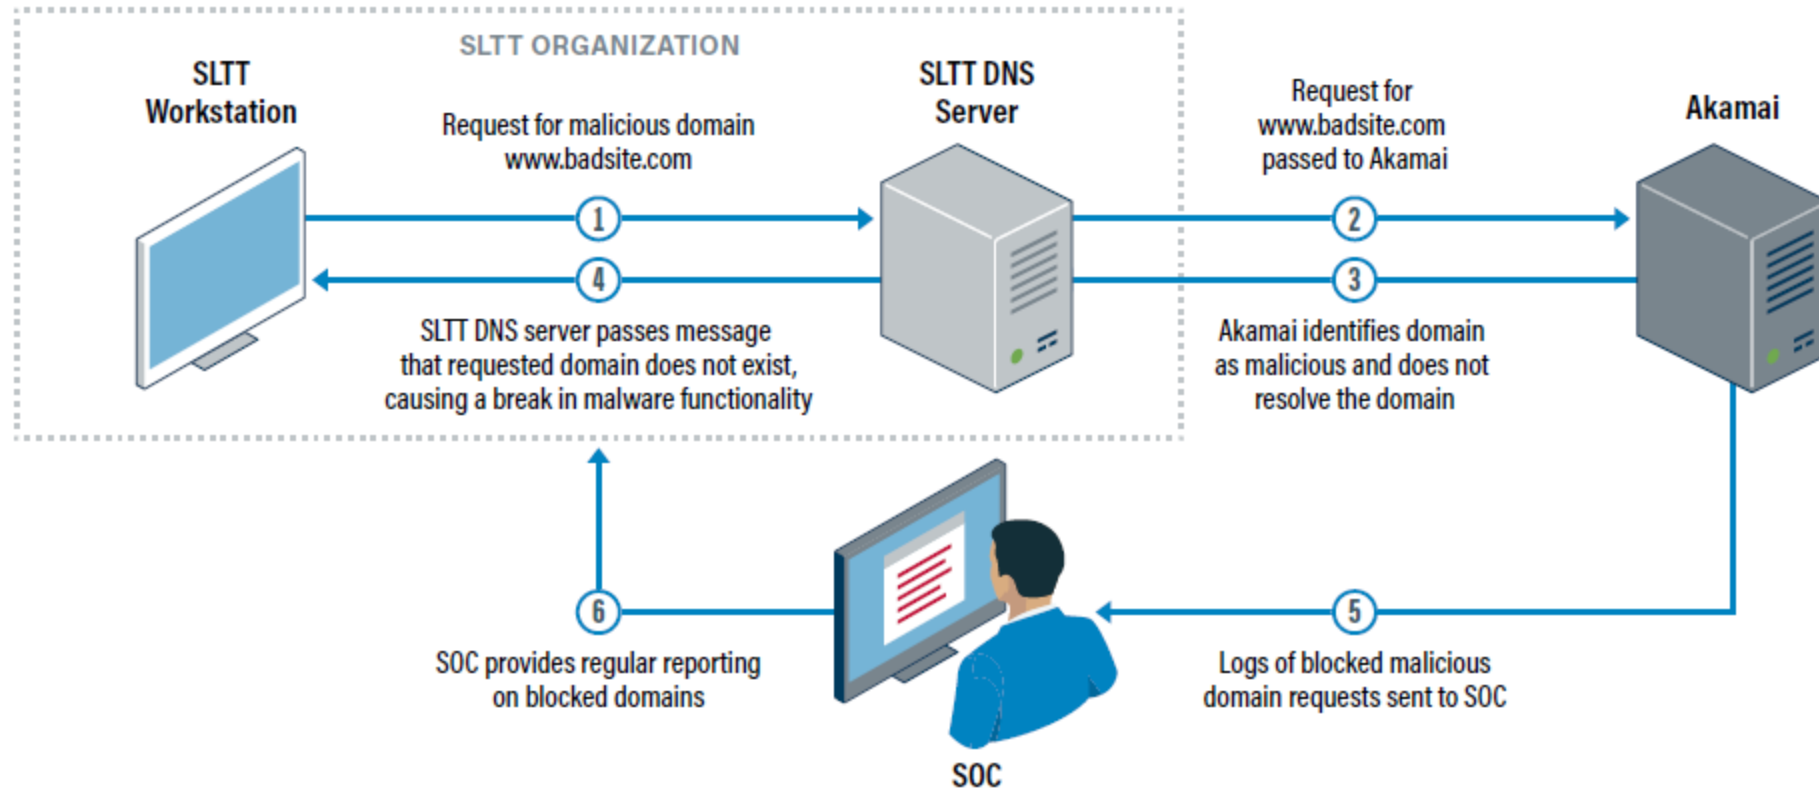 SLTT ORGANIZATION
SLTT
Workstation
Request for malicious domain
www.badsite.com
SLTT DNS
Server
Request for
www.badsite.com
passed to Akamai
Akamai
1
2
4
3
SLTT DNS server passes message
that requested domain does not exist,
causing a break in malware functionality
Akamai identifies domain
as malicious and does not
resolve the domain
6
5
SOC provides regular reporting
on blocked domains
Logs of blocked malicious
domain requests sent to SOC
SOC